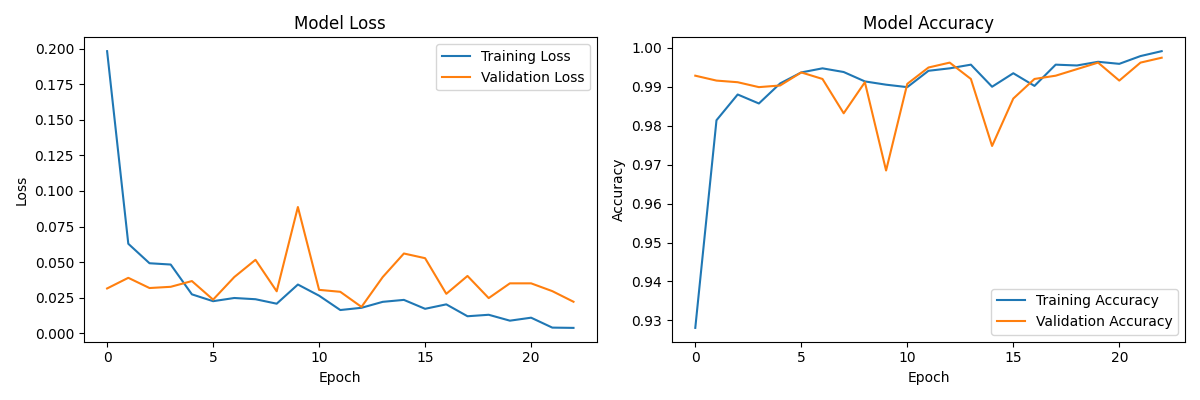 Model Loss
0.200
0.175
0.150
0.125
0.100
0.075
0.050
0.025
0.000
Loss
Training Loss
Validation Loss
0 5 10 15 20
Epoch
Model Accuracy
1.00
0.99
0.98
0.97
0.96
0.95
0.94
0.93
Accuracy
Training Accuracy
Validation Accuracy
0 5 10 15 20
Epoch